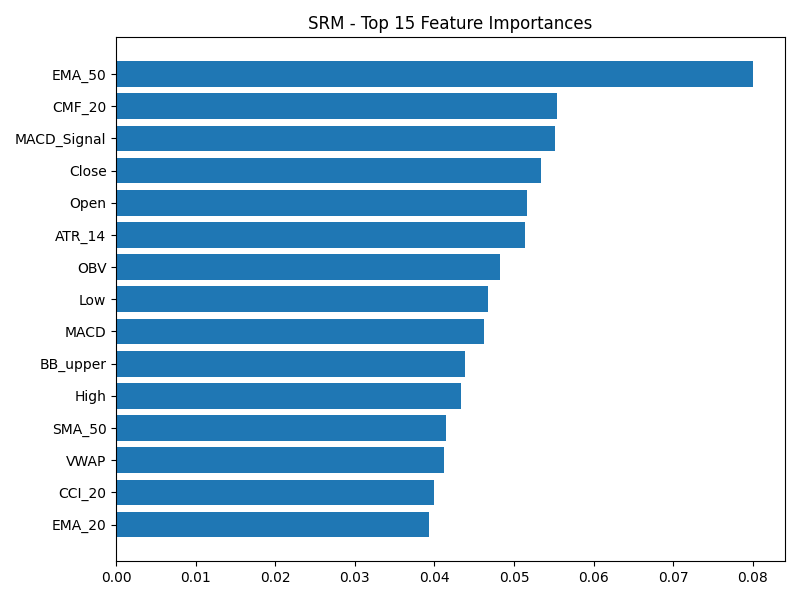 SRM - Top 15 Feature Importances
EMA_50
CMF_20
MACD_Signal
Close
Open
ATR_14
OBV
Low
MACD
BB_upper
High
SMA_50
VWAP
CCI_20
EMA_20
0.00 0.01 0.02 0.03 0.04 0.05 0.06 0.07 0.08